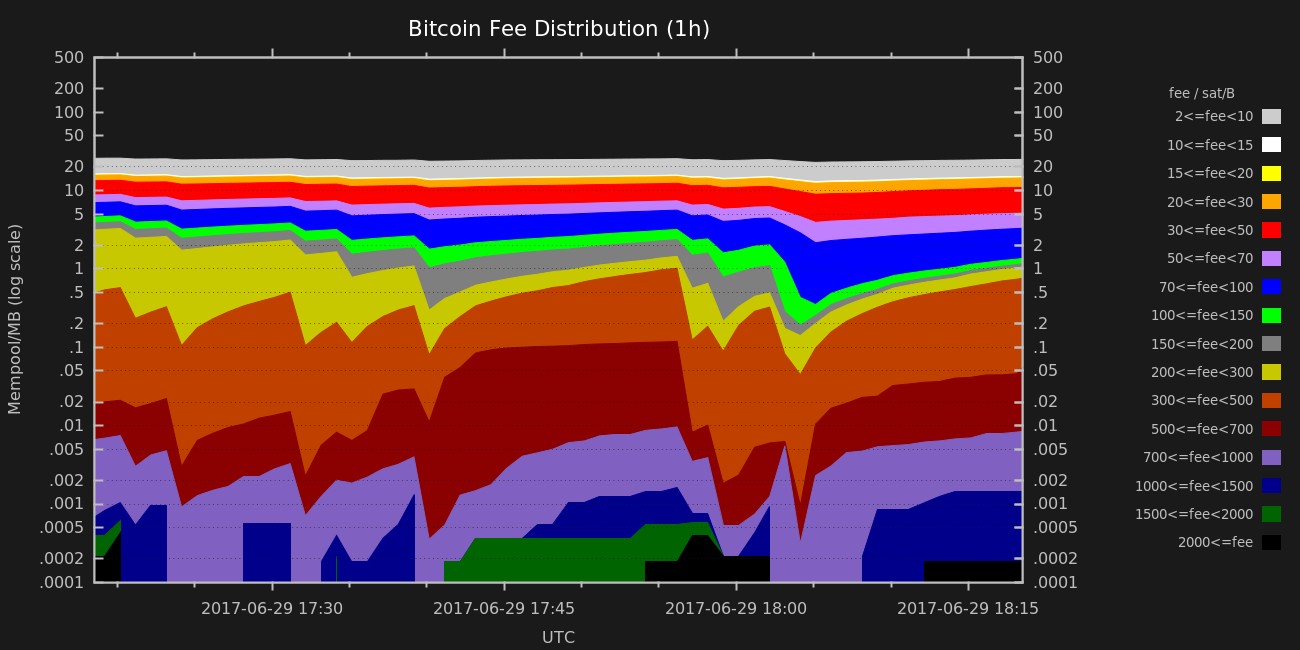 Bitcoin Fee Distribution (1h)
500
200
100
50
20
10
5
2
1
.5
.2
.1
.05
.02
.01
.005
.002
.001
.0005
.0002
.0001
Mempool/MB (log scale)
500
200
100
50
20
10
5
2
1
.5
.2
.1
.05
.02
.01
.005
.002
.001
.0005
.0002
.0001
2017-06-29 17:30
2017-06-29 17:45
2017-06-29 18:00
2017-06-29 18:15
UTC
fee / sat/B
2<=fee<10
10<=fee<15
15<=fee<20
20<=fee<30
30<=fee<50
50<=fee<70
70<=fee<100
100<=fee<150
150<=fee<200
200<=fee<300
300<=fee<500
500<=fee<700
700<=fee<1000
1000<=fee<1500
1500<=fee<2000
2000<=fee